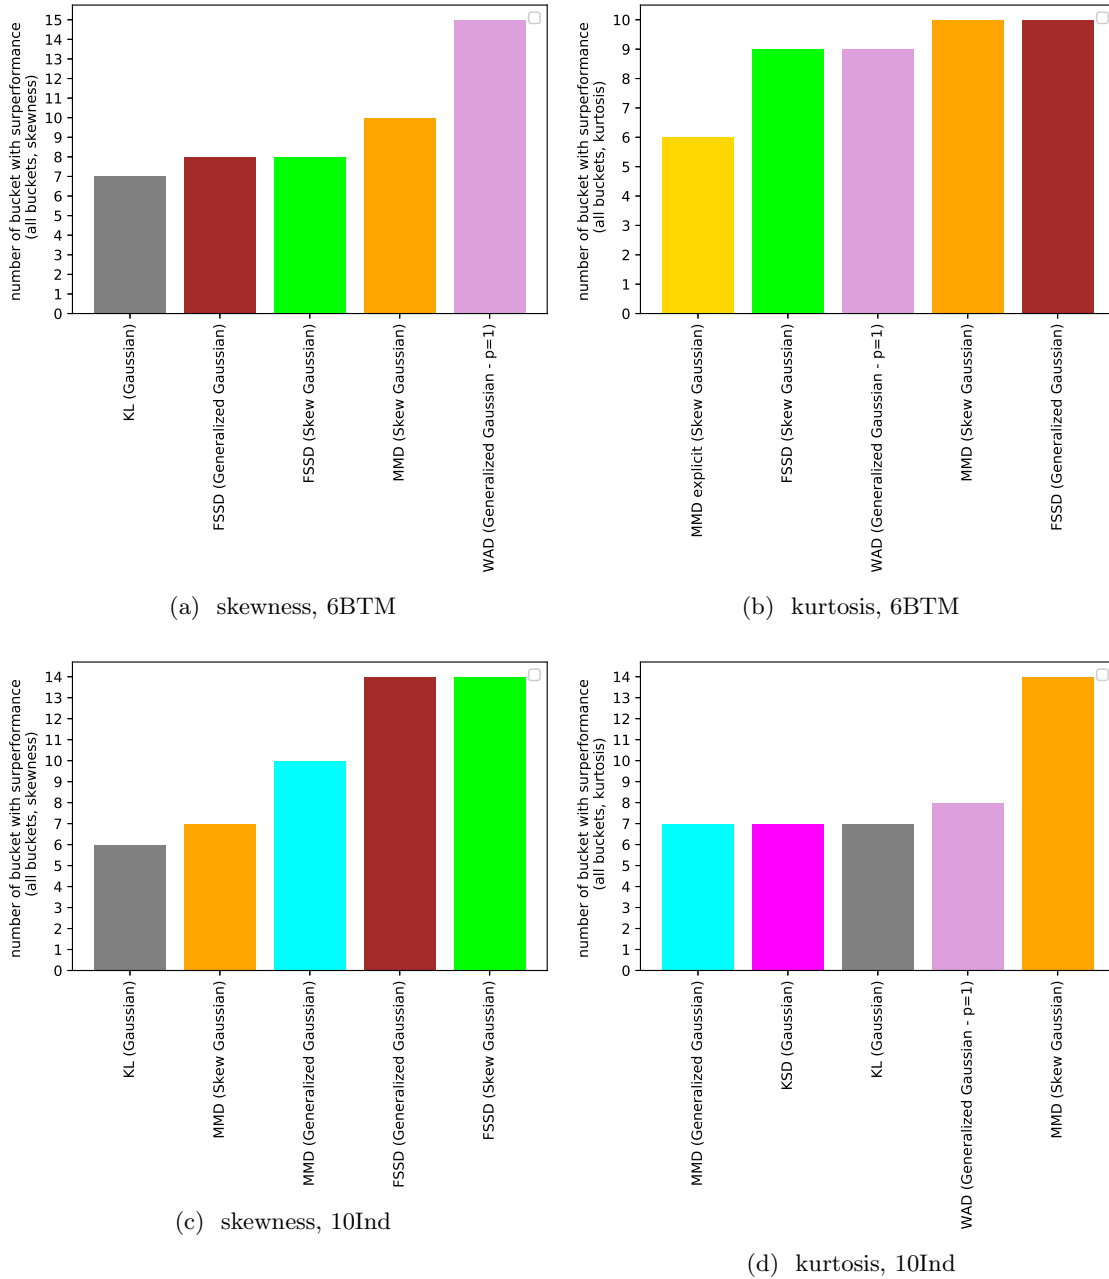 number of bucket with surperformance
(all buckets, skewness)
15
14
13
12
11
10
9
8
7
6
5
4
3
2
1
0
KL (Gaussian)
FSSD (Generalized Gaussian)
FSSD (Skew Gaussian)
MMD (Skew Gaussian)
WAD (Generalized Gaussian - p=1)
(a) skewness, 6BTM
number of bucket with surperformance
(all buckets, kurtosis)
10
9
8
7
6
5
4
3
2
1
0
MMD explicit (Skew Gaussian)
FSSD (Skew Gaussian)
WAD (Generalized Gaussian - p=1)
MMD (Skew Gaussian)
FSSD (Generalized Gaussian)
(b) kurtosis, 6BTM
number of bucket with surperformance
(all buckets, skewness)
14
13
12
11
10
9
8
7
6
5
4
3
2
1
0
KL (Gaussian)
MMD (Skew Gaussian)
MMD (Generalized Gaussian)
FSSD (Generalized Gaussian)
FSSD (Skew Gaussian)
(c) skewness, 10Ind
number of bucket with surperformance
(all buckets, kurtosis)
14
13
12
11
10
9
8
7
6
5
4
3
2
1
0
MMD (Generalized Gaussian)
KSD (Gaussian)
KL (Gaussian)
WAD (Generalized Gaussian - p=1)
MMD (Skew Gaussian)
(d) kurtosis, 10Ind